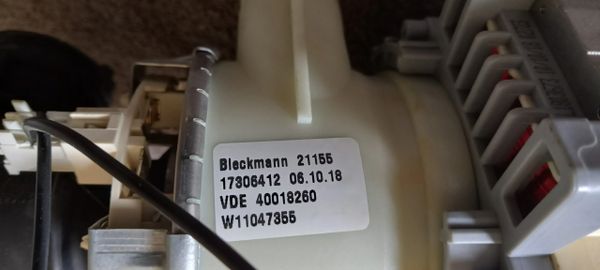 Bleckmann 21155
17306412 06.10.18
VDE 40018260
W11047355